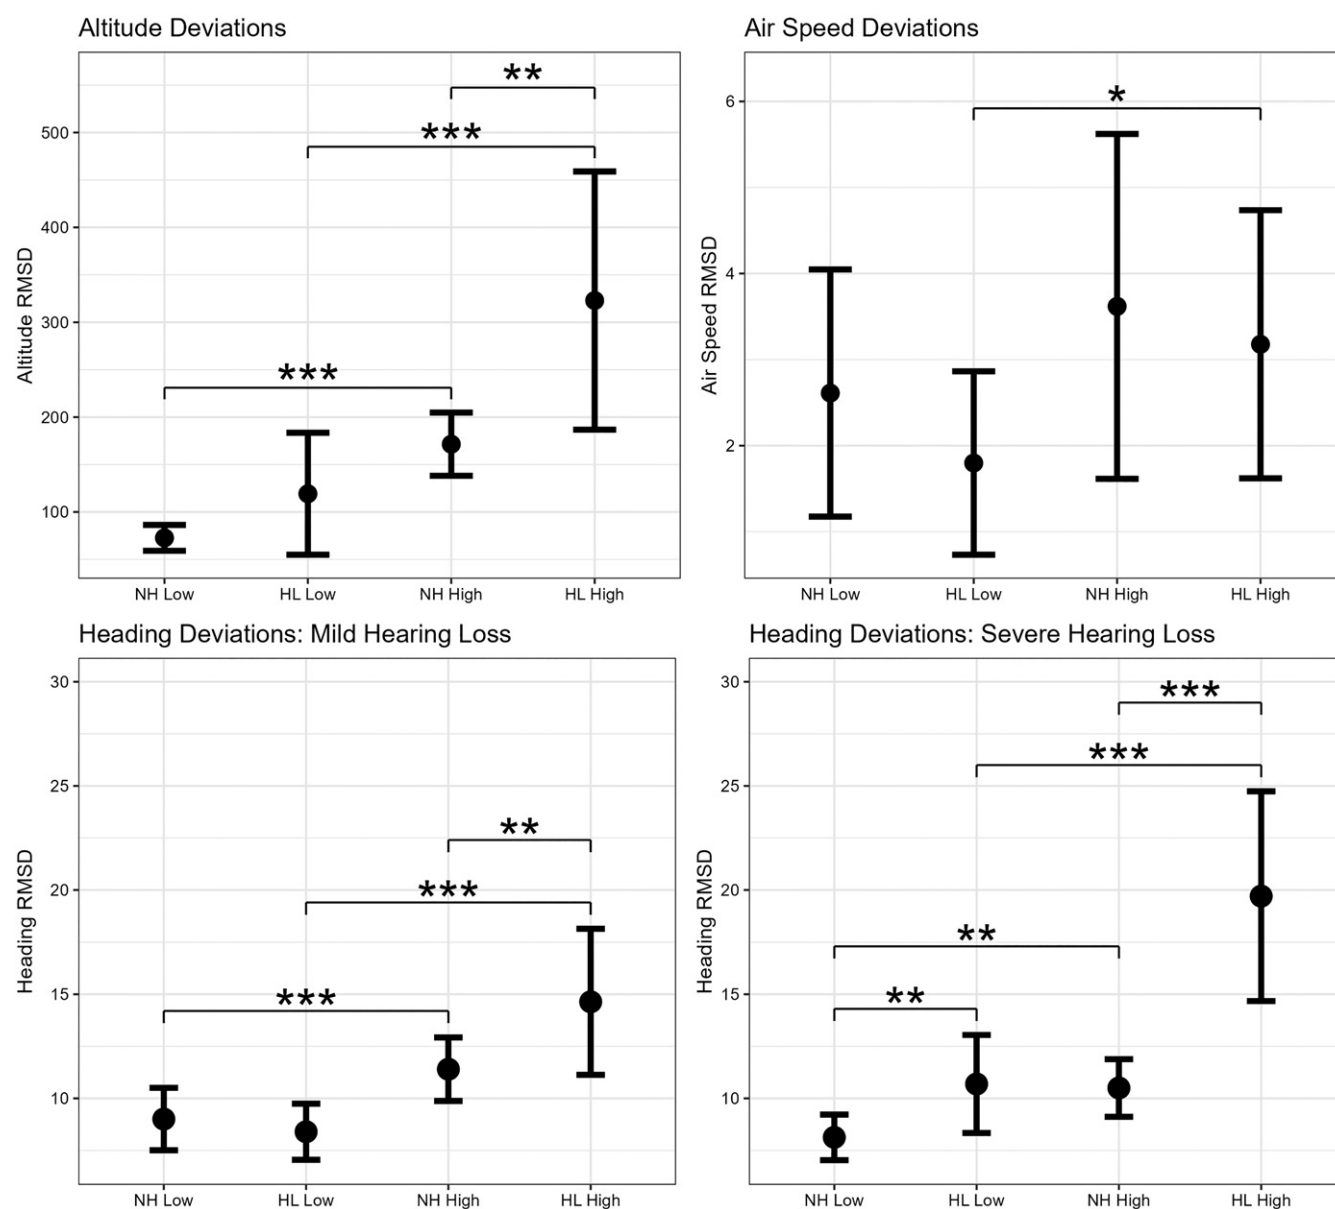 Altitude Deviations
**
***
***
500
400
300
200
100
Altitude RMSD
NH Low HL Low NH High HL High
Air Speed Deviations
*
6
4
2
Air Speed RMSD
NH Low HL Low NH High HL High
Heading Deviations: Mild Hearing Loss
**
***
***
30
25
20
15
10
Heading RMSD
NH Low HL Low NH High HL High
Heading Deviations: Severe Hearing Loss
***
***
**
**
30
25
20
15
10
Heading RMSD
NH Low HL Low NH High HL High